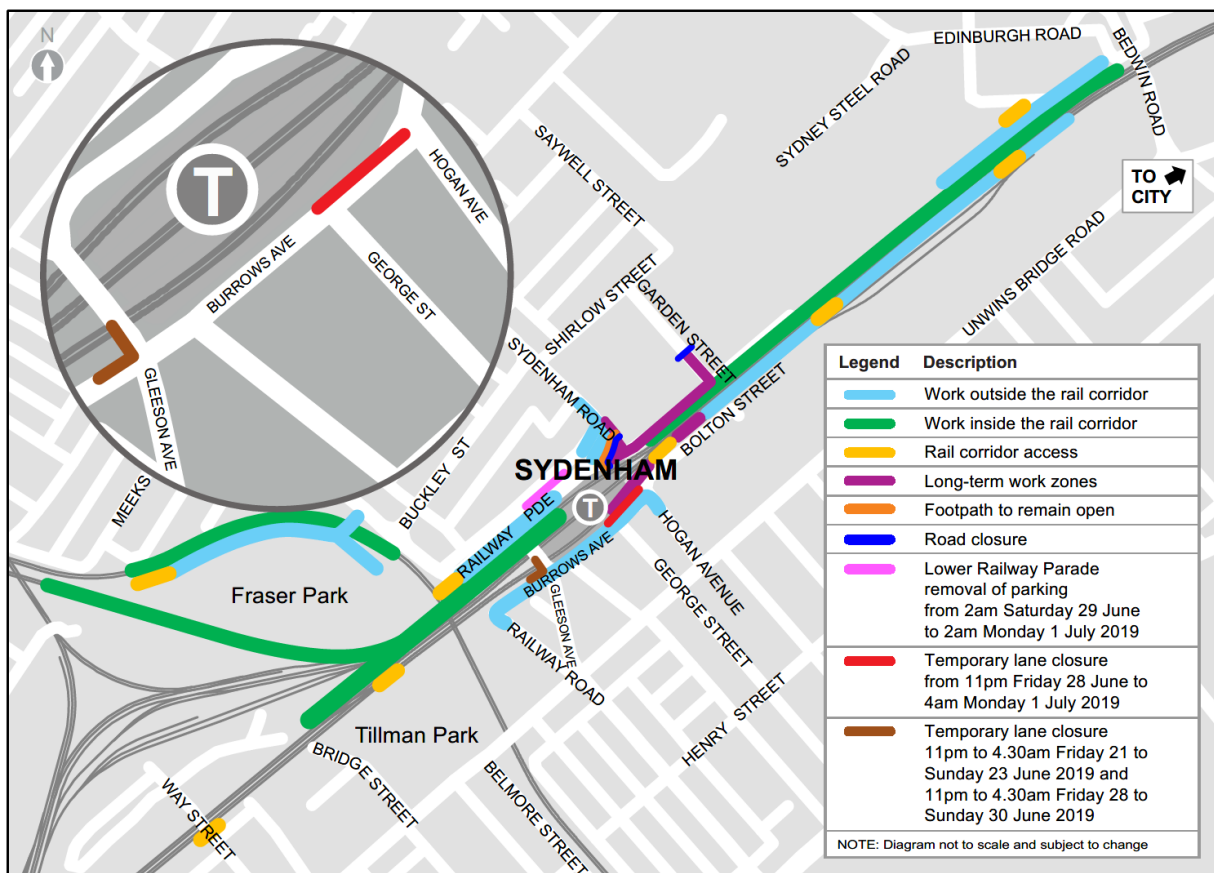 N
EDINBURGH ROAD
BEDWIN ROAD
SYDNEY STEEL ROAD
SAYWELL STREET
T
HOGAN AVE
BURROWS AVE
GEORGE ST
GLEESON AVE
TO
CITY
UNWINS BRIDGE ROAD
SHIRLOW STREET
GARDEN STREET
SYDENHAM ROAD
BOLTON STREET
MEEKS
BUCKLEY ST
SYDENHAM
T
RAILWAY PDE
BURROWS AVE
HOGAN AVENUE
GEORGE STREET
GLEESON AVE
RAILWAY ROAD
Fraser Park
Tillman Park
HENRY STREET
BRIDGE STREET
BELMORE STREET
WAY STREET
Legend Description
Work outside the rail corridor
Work inside the rail corridor
Rail corridor access
Long-term work zones
Footpath to remain open
Road closure
Lower Railway Parade
removal of parking
from 2am Saturday 29 June
to 2am Monday 1 July 2019
Temporary lane closure
from 11pm Friday 28 June to
4am Monday 1 July 2019
Temporary lane closure
11pm to 4.30am Friday 21 to
Sunday 23 June 2019 and
11pm to 4.30am Friday 28 to
Sunday 30 June 2019
NOTE: Diagram not to scale and subject to change